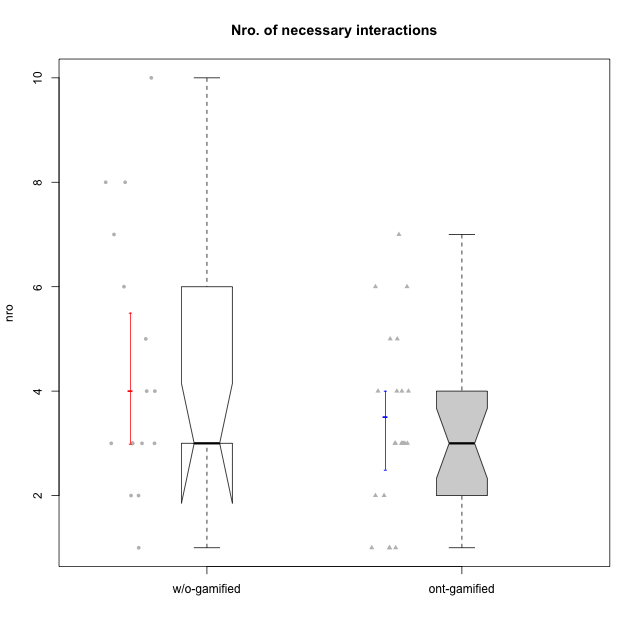 Nro. of necessary interactions
10
8
6
4
2
nro
w/o-gamified ont-gamified